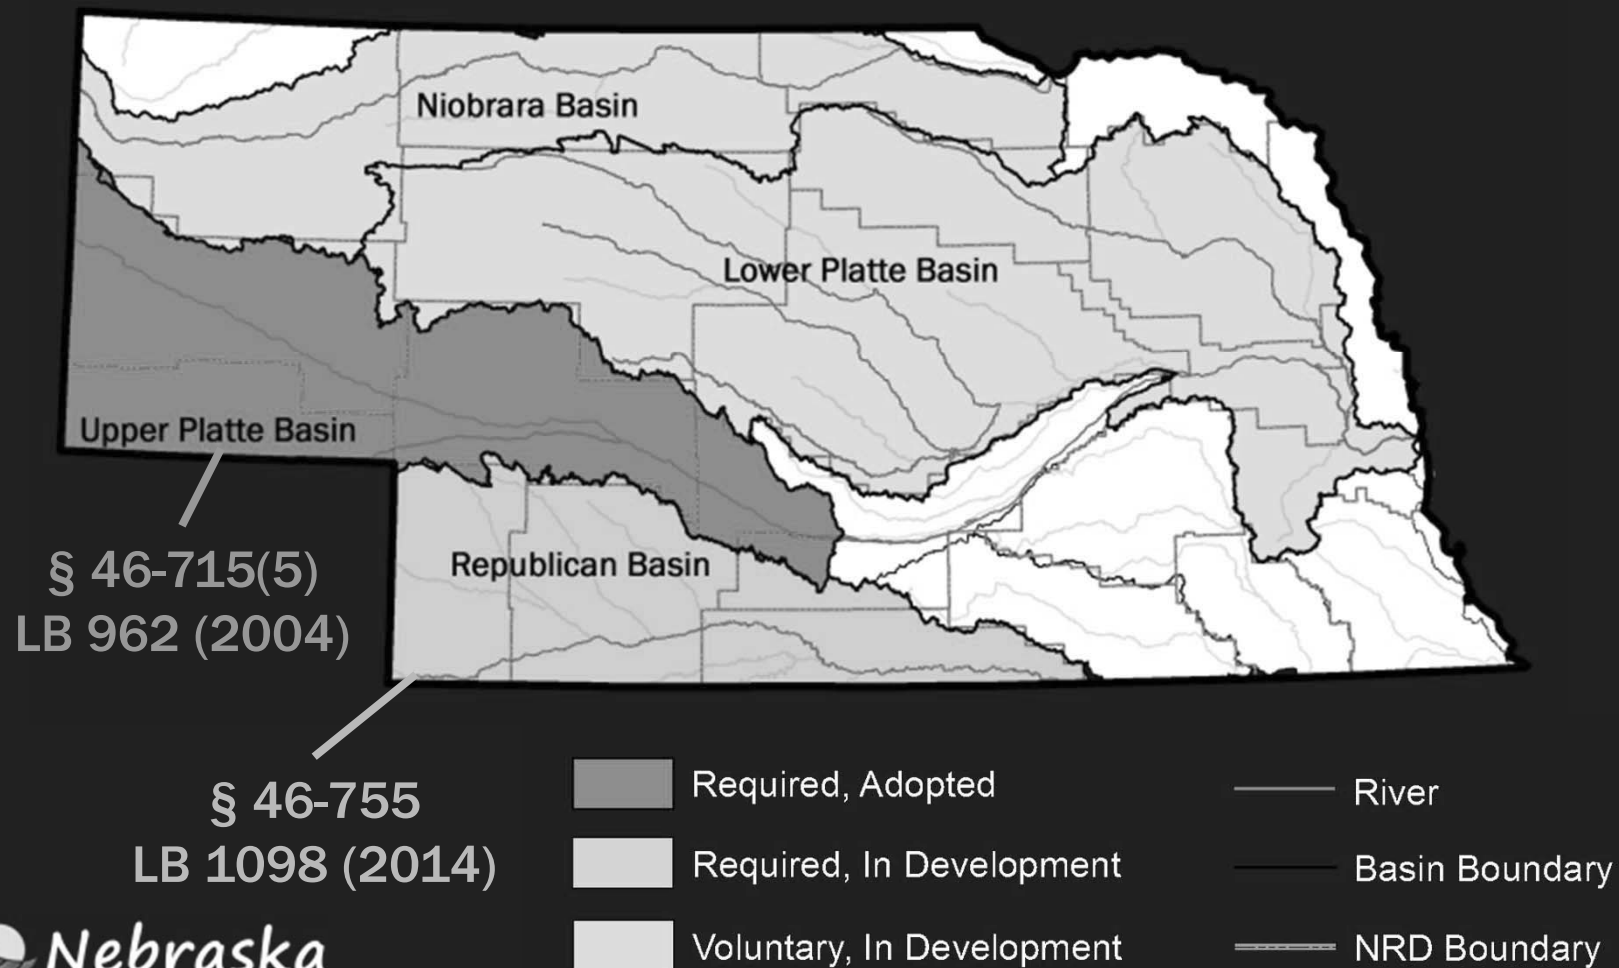 Niobrara Basin
Lower Platte Basin
Upper Platte Basin
§ 46-715(5)
LB 962 (2004)
Republican Basin
§ 46-755
LB 1098 (2014)
Required, Adopted
Required, In Development
Voluntary, In Development
River
Basin Boundary
NRD Boundary
Nebraska